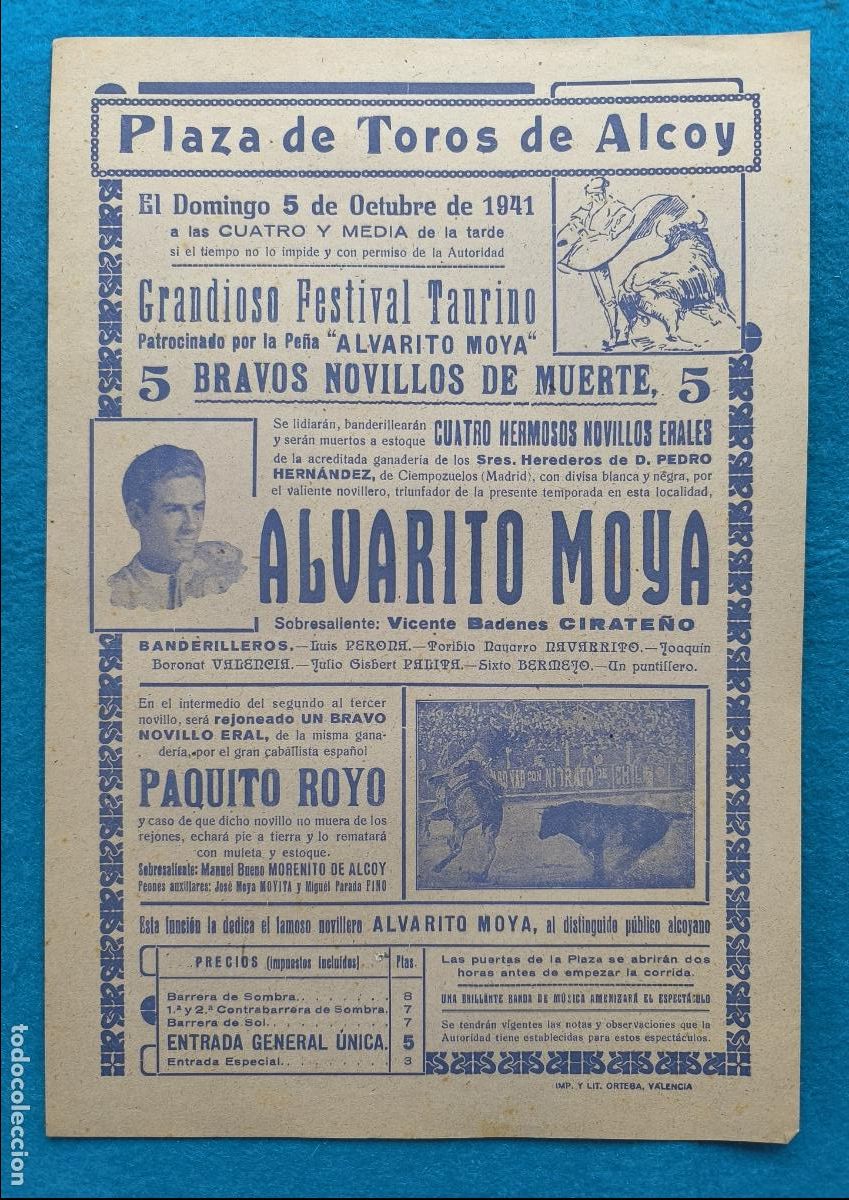 Plaza de Toros de Alcoy
El Domingo 5 de Octubre de 1941
a las CUATRO Y MEDIA de la tarde
si el tiempo no lo impide y con permiso de la Autoridad
Grandioso Festival Taurino
Patrocinado por la Peña "ALVARITO MOYA"
5 BRAVOS NOVILLOS DE MUERTE, 5
Se lidiarán, banderillearán
y serán muertos a estoque CUATRO HERMOSOS NOVILLOS ERALES
de la acreditada ganadería de los Sres. Herederos de D. PEDRO
HERNÁNDEZ, de Ciempozuelos (Madrid), con divisa blanca y negra, por
el valiente novillero, triunfador de la presente temporada en esta localidad,
ALVARITO MOYA
Sobresaliente: Vicente Badenes CIRATEÑO
BANDERILLEROS.—Luis PERONA.—Toribio Navarro NAVARRITO.—Joaquín
Boronat VALENCIA.—Julio Gisbert PALITA.—Sixto BERMEJO.—Un puntillero.
En el intermedio del segundo al tercer
novillo, será rejoneado UN BRAVO
NOVILLO ERAL, de la misma gana-
dería, por el gran caballista español
PAQUITO ROYO
y caso de que dicho novillo no muera de los
rejones, echará pie a tierra y lo rematará
con muleta y estoque.
Sobresaliente: Manuel Bueno MORENITO DE ALCOY
Peones auxiliares: José Moya MOYITA y Miguel Parada FINO
CON NITRATO DE CHILE
Esta función la dedica el famoso novillero ALVARITO MOYA, al distinguido público alcoyano
PRECIOS (impuestos incluídos) Ptas.
Barrera de Sombra. 8
1.ª y 2.ª Contrabarrera de Sombra. 7
Barrera de Sol. 7
ENTRADA GENERAL ÚNICA. 5
Entrada Especial. 3
Las puertas de la Plaza se abrirán dos
horas antes de empezar la corrida.
UNA BRILLANTE BANDA DE MÚSICA AMENIZARÁ EL ESPECTÁCULO
Se tendrán vigentes las notas y observaciones que la
Autoridad tiene establecidas para estos espectáculos.
IMP. Y LIT. ORTEGA, VALENCIA
todocoleccion